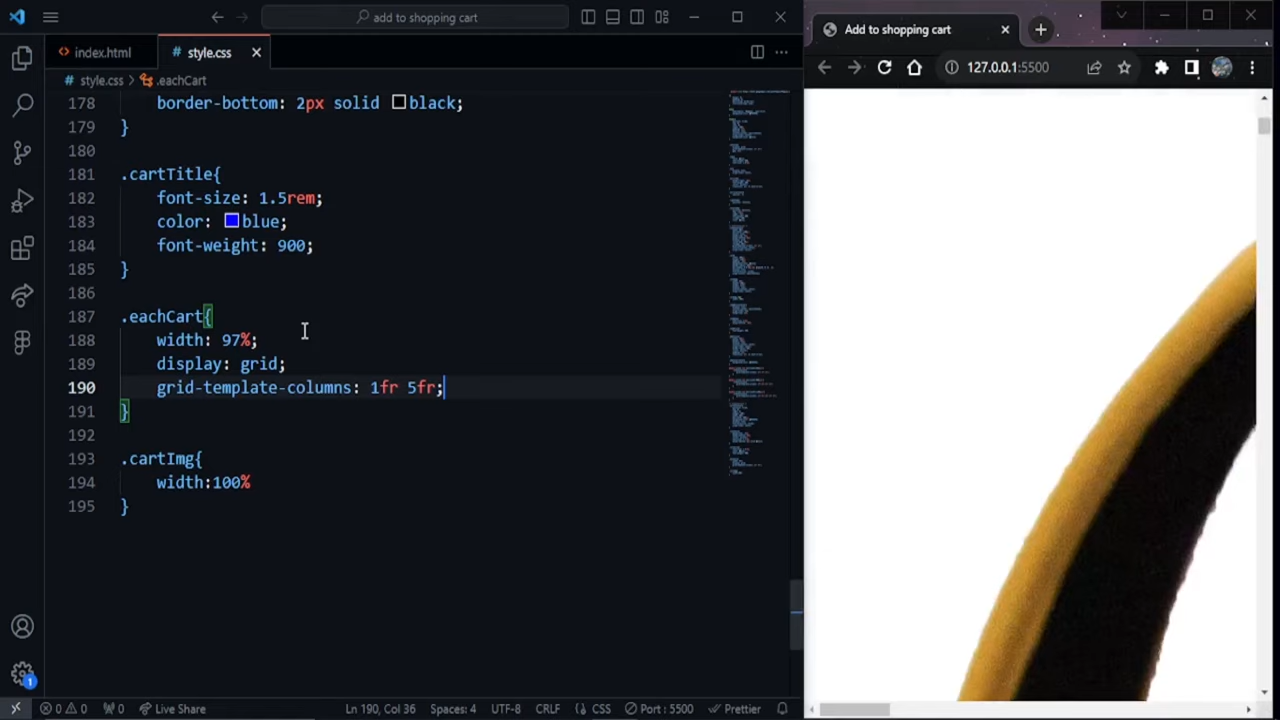 add to shopping cart
Add to shopping cart
index.html
# style.css
127.0.0.1:5500
# style.css > .eachCart
178 border-bottom: 2px solid black;
179 }
180
181 .cartTitle{
182 font-size: 1.5rem;
183 color: blue;
184 font-weight: 900;
185 }
186
187 .eachCart{
188 width: 97%;
189 display: grid;
190 grid-template-columns: 1fr 5fr;
191 }
192
193 .cartImg{
194 width:100%
195 }
1
0 0 0 Live Share Ln 190, Col 36 Spaces: 4 UTF-8 CRLF {} CSS Port : 5500 Prettier